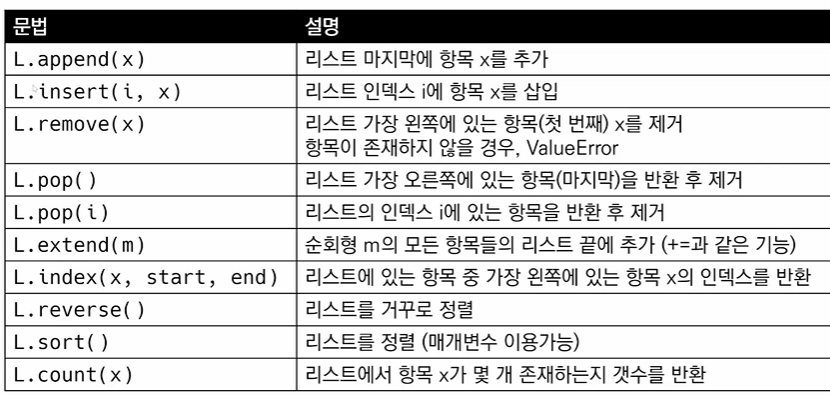 문법 설명
L.append(x) 리스트 마지막에 항목 x를 추가
L.insert(i, x) 리스트 인덱스 i에 항목 x를 삽입
L.remove(x) 리스트 가장 왼쪽에 있는 항목(첫 번째) x를 제거
항목이 존재하지 않을 경우, ValueError
L.pop() 리스트 가장 오른쪽에 있는 항목(마지막)을 반환 후 제거
L.pop(i) 리스트의 인덱스 i에 있는 항목을 반환 후 제거
L.extend(m) 순회형 m의 모든 항목들의 리스트 끝에 추가 (+=과 같은 기능)
L.index(x, start, end) 리스트에 있는 항목 중 가장 왼쪽에 있는 항목 x의 인덱스를 반환
L.reverse() 리스트를 거꾸로 정렬
L.sort() 리스트를 정렬 (매개변수 이용가능)
L.count(x) 리스트에서 항목 x가 몇 개 존재하는지 갯수를 반환